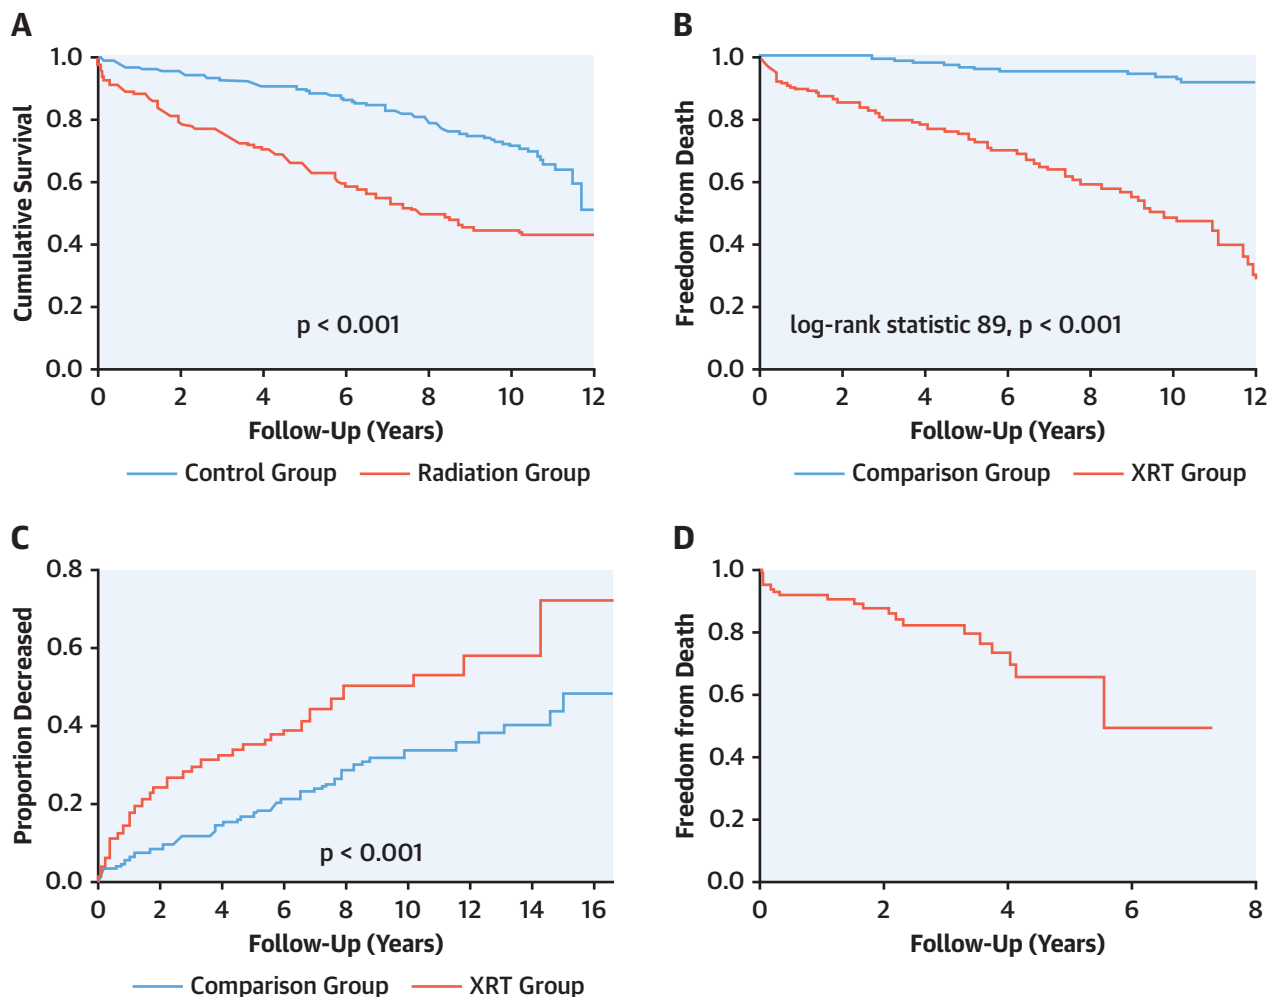 A
1.0
0.8
0.6
0.4
0.2
0.0
Cumulative Survival
p < 0.001
0 2 4 6 8 10 12
Follow-Up (Years)
Control Group Radiation Group
B
1.0
0.8
0.6
0.4
0.2
0.0
Freedom from Death
log-rank statistic 89, p < 0.001
0 2 4 6 8 10 12
Follow-Up (Years)
Comparison Group XRT Group
C
0.8
0.6
0.4
0.2
0.0
Proportion Decreased
p < 0.001
0 2 4 6 8 10 12 14 16
Follow-Up (Years)
Comparison Group XRT Group
D
1.0
0.8
0.6
0.4
0.2
0.0
Freedom from Death
0 2 4 6 8
Follow-Up (Years)